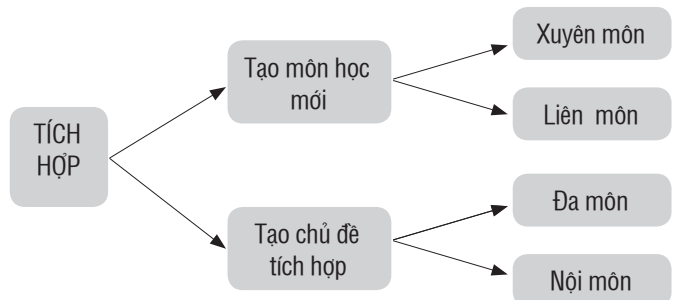 TÍCH
HỢP
Tạo môn học
mới
Tạo chủ đề
tích hợp
Xuyên môn
Liên môn
Đa môn
Nội môn